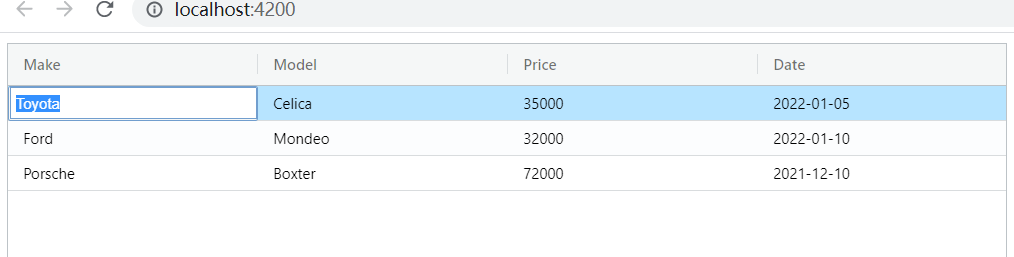 localhost:4200
Make Model Price Date
Toyota Celica 35000 2022-01-05
Ford Mondeo 32000 2022-01-10
Porsche Boxter 72000 2021-12-10